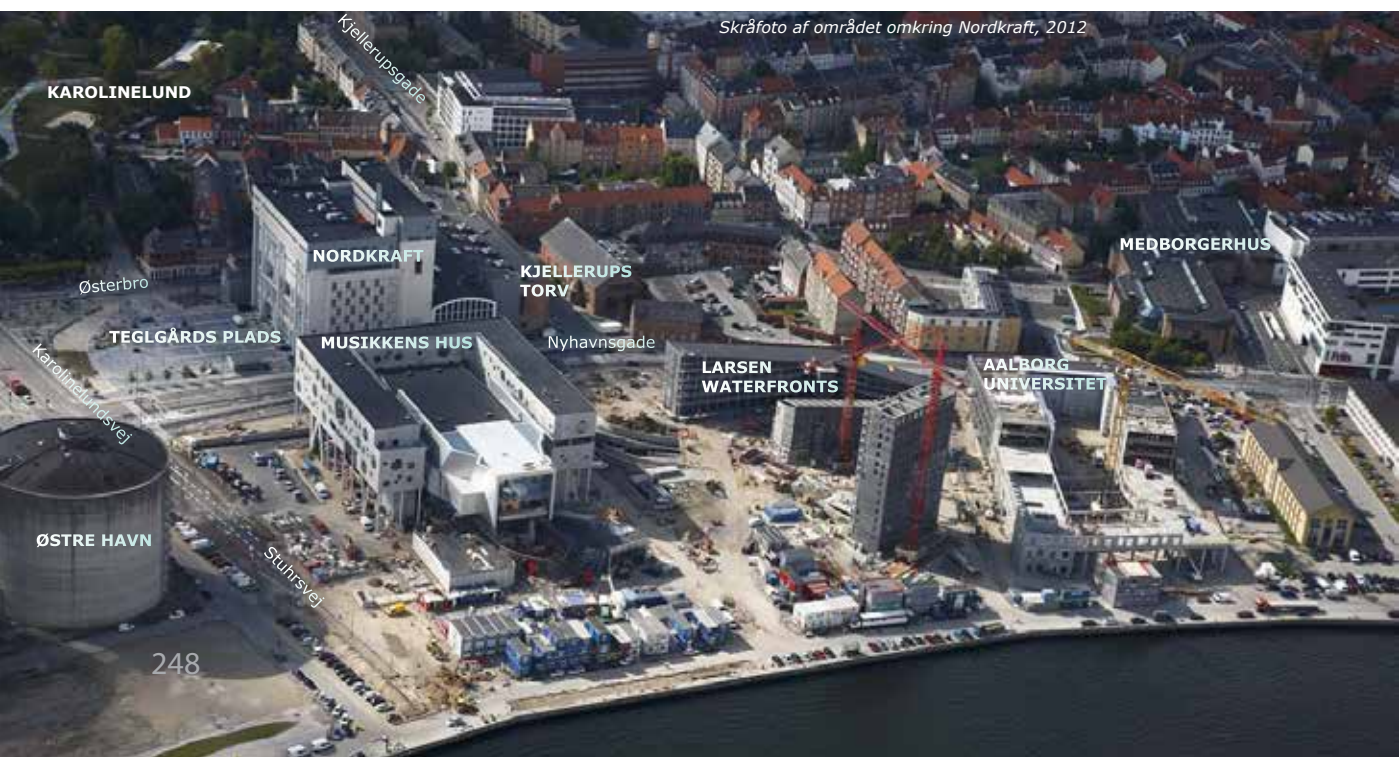 Skråfoto af området omkring Nordkraft, 2012
Kjellerupsgade
KAROLINELUND
NORDKRAFT
MEDBORGERHUS
KJELLERUPS
TORV
Østerbro
TEGLGÅRDS PLADS
MUSIKKENS HUS
Nyhavnsgade
Karolinelundsvej
LARSEN
WATERFRONTS
AALBORG
UNIVERSITET
ØSTRE HAVN
Stuhrsvej
248